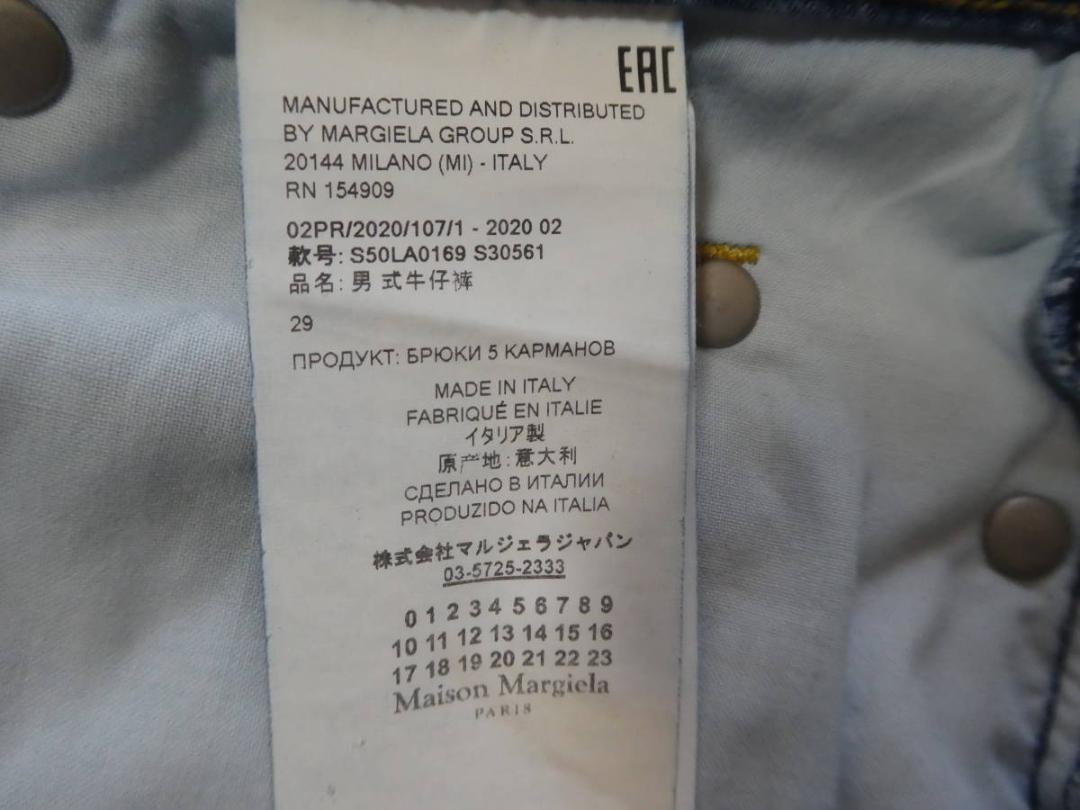 EAC
MANUFACTURED AND DISTRIBUTED
BY MARGIELA GROUP S.R.L.
20144 MILANO (MI) - ITALY
RN 154909
02PR/2020/107/1 - 2020 02
款号: S50LA0169 S30561
品名: 男 式牛仔裤
29
ПРОДУКТ: БРЮКИ 5 КАРМАНОВ
MADE IN ITALY
FABRIQUÉ EN ITALIE
イタリア製
原产地: 意大利
СДЕЛАНО В ИТАЛИИ
PRODUZIDO NA ITALIA
株式会社マルジェラジャパン
03-5725-2333
0 1 2 3 4 5 6 7 8 9
10 11 12 13 14 15 16
17 18 19 20 21 22 23
Maison Margiela
PARIS